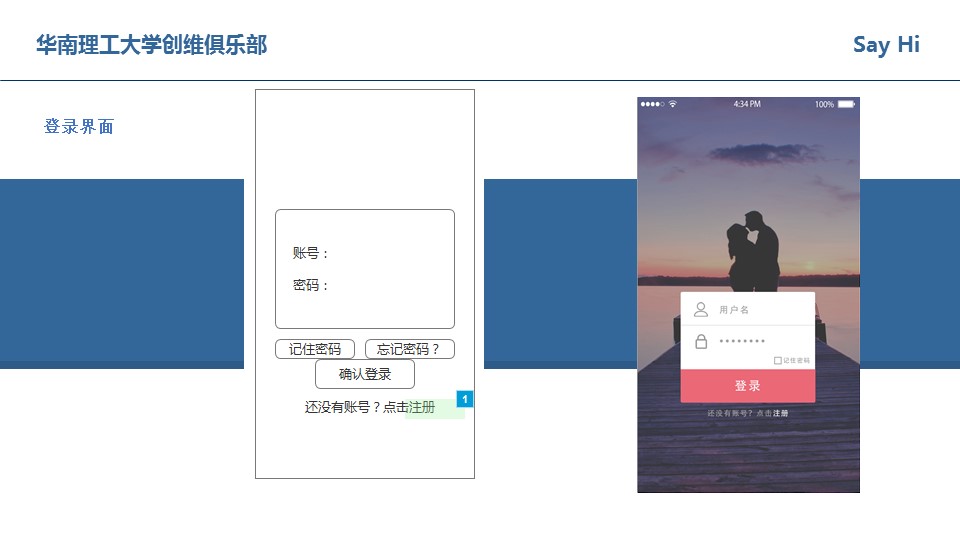 华南理工大学创维俱乐部
Say Hi
登录界面
账号：
密码：
记住密码
忘记密码？
确认登录
还没有账号？点击注册
1
4:34 PM
100%
用户名
记住密码
登录
还没有账号？点击注册